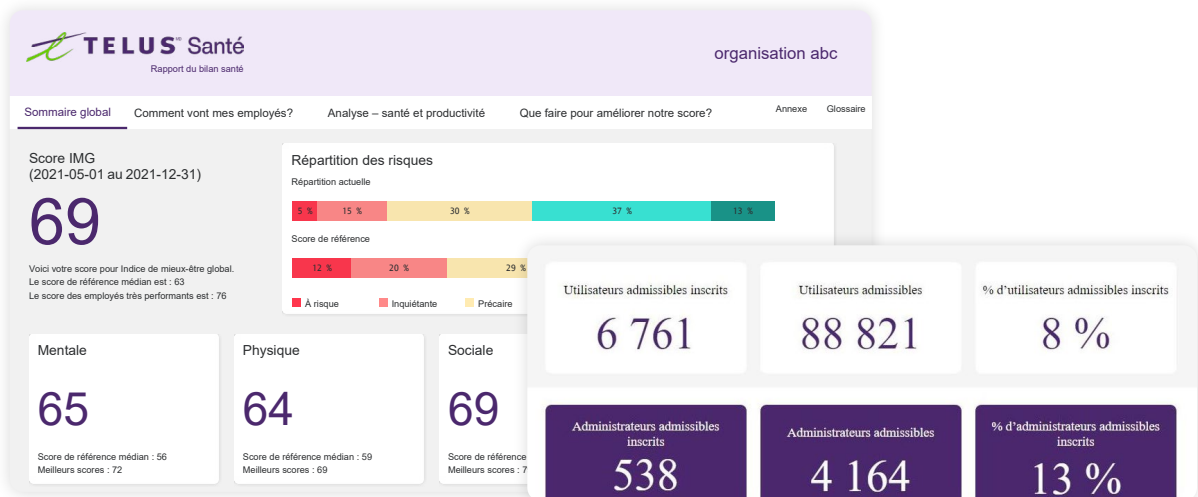 TELUS Santé
Rapport du bilan santé
organisation abc
Sommaire global
Comment vont mes employés?
Analyse – santé et productivité
Que faire pour améliorer notre score?
Annexe
Glossaire
Score IMG
(2021-05-01 au 2021-12-31)
69
Voici votre score pour Indice de mieux-être global.
Le score de référence médian est : 63
Le score des employés très performants est : 76
Répartition des risques
Répartition actuelle
5 % 15 % 30 % 37 % 13 %
Score de référence
12 % 20 % 29 %
À risque Inquiétante Précaire
Mentale
65
Score de référence médian : 56
Meilleurs scores : 72
Physique
64
Score de référence médian : 59
Meilleurs scores : 69
Sociale
69
Score de référence
Meilleurs scores : 7
Utilisateurs admissibles inscrits
6 761
Utilisateurs admissibles
88 821
% d’utilisateurs admissibles inscrits
8 %
Administrateurs admissibles
inscrits
538
Administrateurs admissibles
4 164
% d’administrateurs admissibles
inscrits
13 %